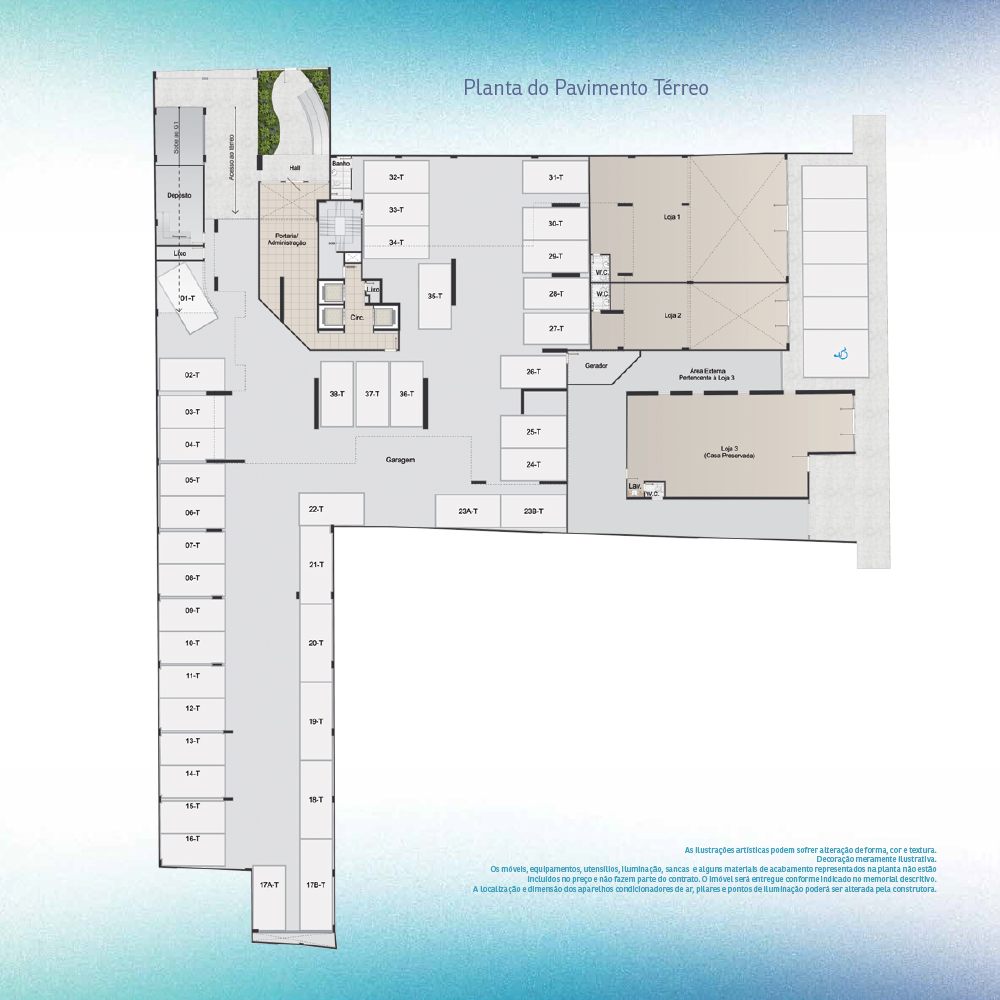 Planta do Pavimento Térreo
Sobe ao G1
Acesso ao térreo
Hall
Banho
32-T
33-T
34-T
31-T
30-T
29-T
28-T
27-T
26-T
Loja 1
W.C.
W.C.
Loja 2
Depósito
Lixo
Portaria/
Administração
Lixo
Circ.
35-T
01-T
02-T
03-T
04-T
05-T
06-T
07-T
08-T
09-T
10-T
11-T
12-T
13-T
14-T
15-T
16-T
38-T
37-T
36-T
Gerador
Área Externa
Pertencente à Loja 3
25-T
24-T
Garagem
Loja 3
(Casa Preservada)
Lav.
W.C.
22-T
23A-T
23B-T
21-T
20-T
19-T
18-T
17A-T
17B-T
As ilustrações artísticas podem sofrer alteração de forma, cor e textura.
Decoração meramente ilustrativa.
Os móveis, equipamentos, utensílios, iluminação, sancas e alguns materiais de acabamento representados na planta não estão
incluídos no preço e não fazem parte do contrato. O imóvel será entregue conforme indicado no memorial descritivo.
A localização e dimensão dos aparelhos condicionadores de ar, pilares e pontos de iluminação poderá ser alterada pela construtora.